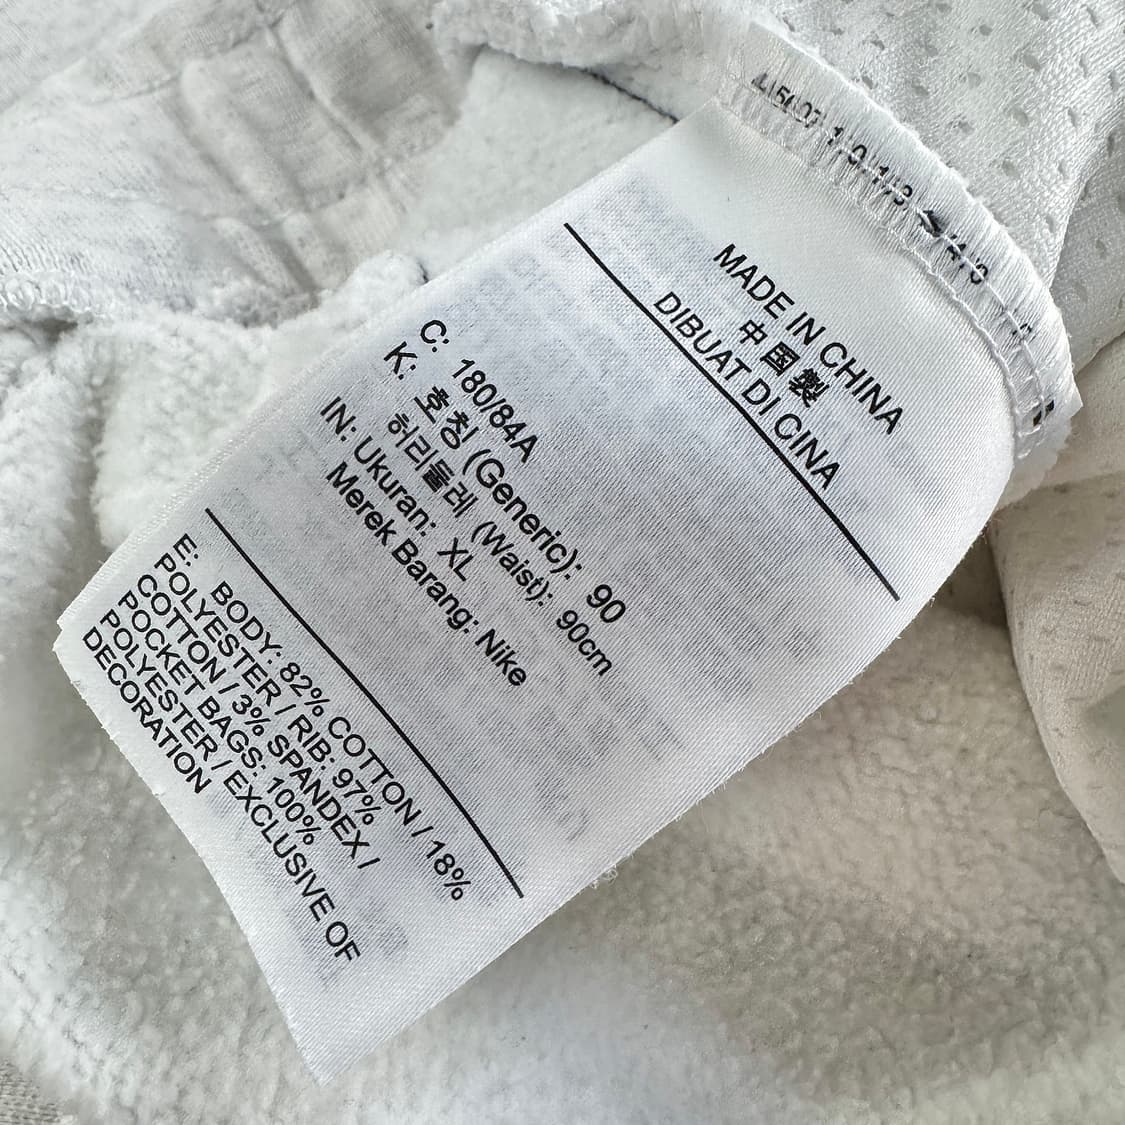 MADE IN CHINA
中国製
DIBUAT DI CINA
C: 180/84A
K: 호칭 (Generic): 90
허리둘레 (Waist): 90cm
IN: Ukuran: XL
Merek Barang: Nike
E: BODY: 82% COTTON / 18%
POLYESTER / RIB: 97%
COTTON / 3% SPANDEX /
POCKET BAGS: 100%
POLYESTER / EXCLUSIVE OF
DECORATION